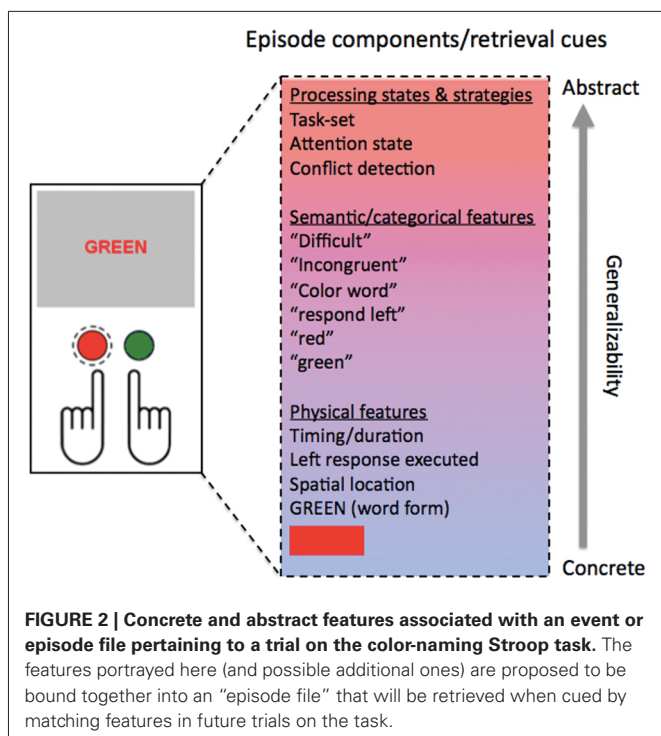 Episode components/retrieval cues
Processing states & strategies
Task-set
Attention state
Conflict detection
Semantic/categorical features
“Difficult”
“Incongruent”
“Color word”
“respond left”
“red”
“green”
Physical features
Timing/duration
Left response executed
Spatial location
GREEN (word form)
GREEN
Abstract
Generalizability
Concrete
FIGURE 2 | Concrete and abstract features associated with an event or
episode file pertaining to a trial on the color-naming Stroop task. The
features portrayed here (and possible additional ones) are proposed to be
bound together into an “episode file” that will be retrieved when cued by
matching features in future trials on the task.